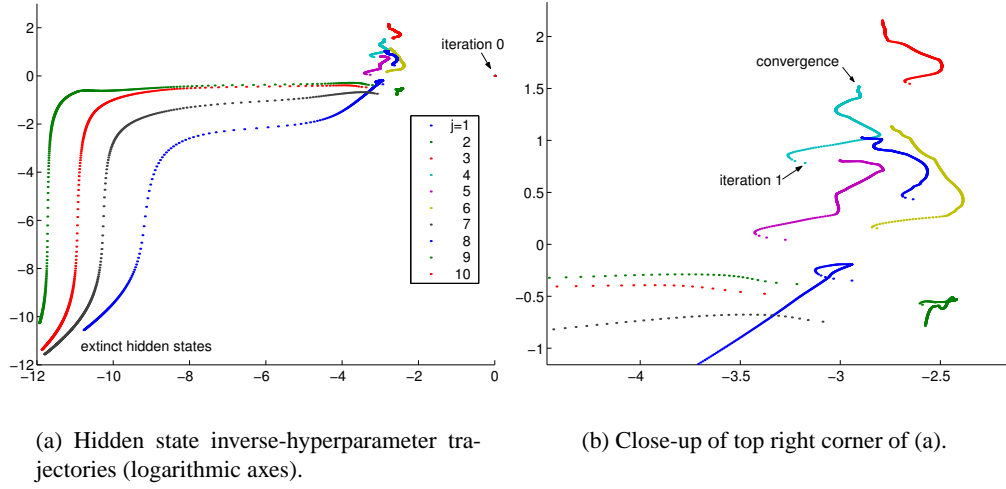 2
0
−2
−4
−6
−8
−10
−12
−12 −10 −8 −6 −4 −2 0
iteration 0
j=1
2
3
4
5
6
7
8
9
10
extinct hidden states
2
1.5
1
0.5
0
−0.5
−1
−4 −3.5 −3 −2.5
convergence
iteration 1
(a) Hidden state inverse-hyperparameter tra-
jectories (logarithmic axes).
(b) Close-up of top right corner of (a).